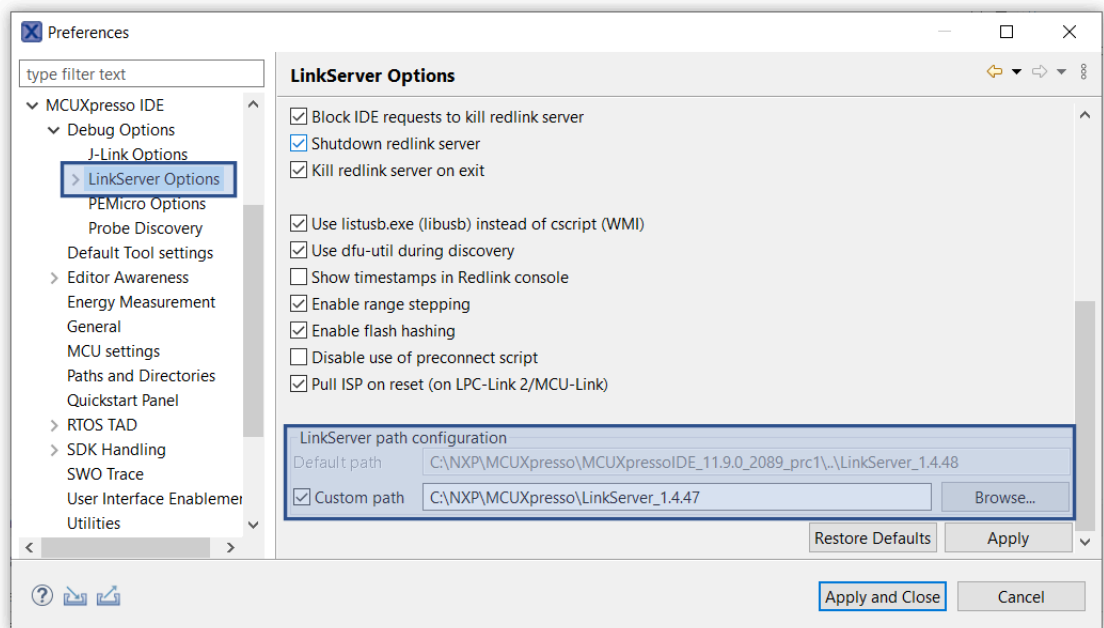 Preferences
type filter text
MCUXpresso IDE
Debug Options
J-Link Options
LinkServer Options
PEMicro Options
Probe Discovery
Default Tool settings
Editor Awareness
Energy Measurement
General
MCU settings
Paths and Directories
Quickstart Panel
RTOS TAD
SDK Handling
SWO Trace
User Interface Enablemer
Utilities
LinkServer Options
Block IDE requests to kill redlink server
Shutdown redlink server
Kill redlink server on exit
Use listusb.exe (libusb) instead of cscript (WMI)
Use dfu-util during discovery
Show timestamps in Redlink console
Enable range stepping
Enable flash hashing
Disable use of preconnect script
Pull ISP on reset (on LPC-Link 2/MCU-Link)
LinkServer path configuration
Default path C:\NXP\MCUXpresso\MCUXpressoIDE_11.9.0_2089_prc1\..\LinkServer_1.4.48
Custom path C:\NXP\MCUXpresso\LinkServer_1.4.47 Browse...
Restore Defaults Apply
Apply and Close Cancel